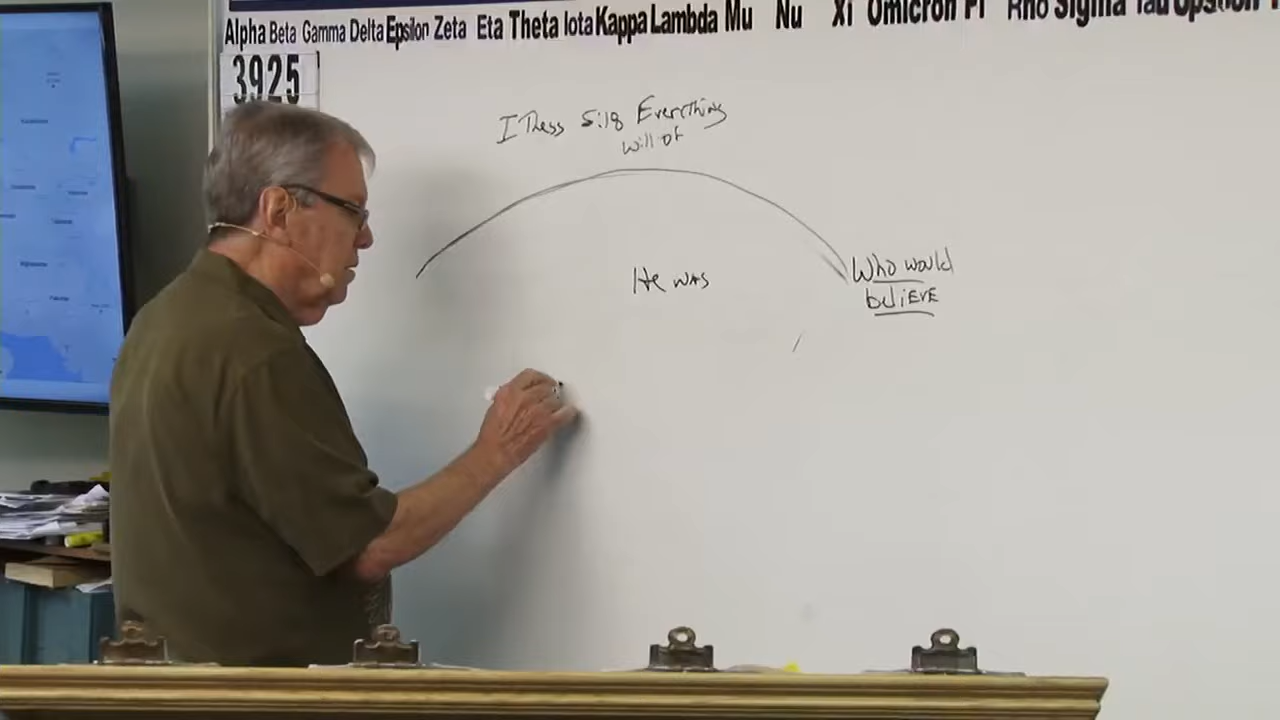 Alpha Beta Gamma Delta Epsilon Zeta Eta Theta Iota Kappa Lambda Mu Nu Xi Omicron Pi Rho Sigma Tau Upsilon
3925
I Thess 5:18 Everything
will of
He was
Who would
believe